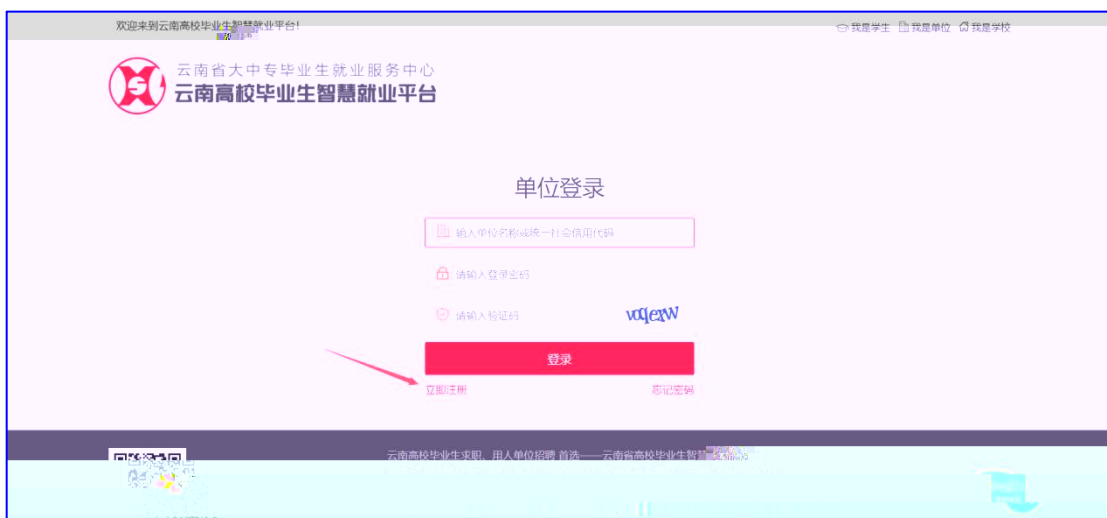 欢迎来到云南高校毕业生智慧就业平台!
我是学生 我是单位 我是学校
云南省大中专毕业生就业服务中心
云南高校毕业生智慧就业平台
单位登录
输入单位名称或统一社会信用代码
请输入登录密码
请输入验证码 voqexW
登录
立即注册 忘记密码
云南高校毕业生求职、用人单位招聘 首选——云南省高校毕业生智慧